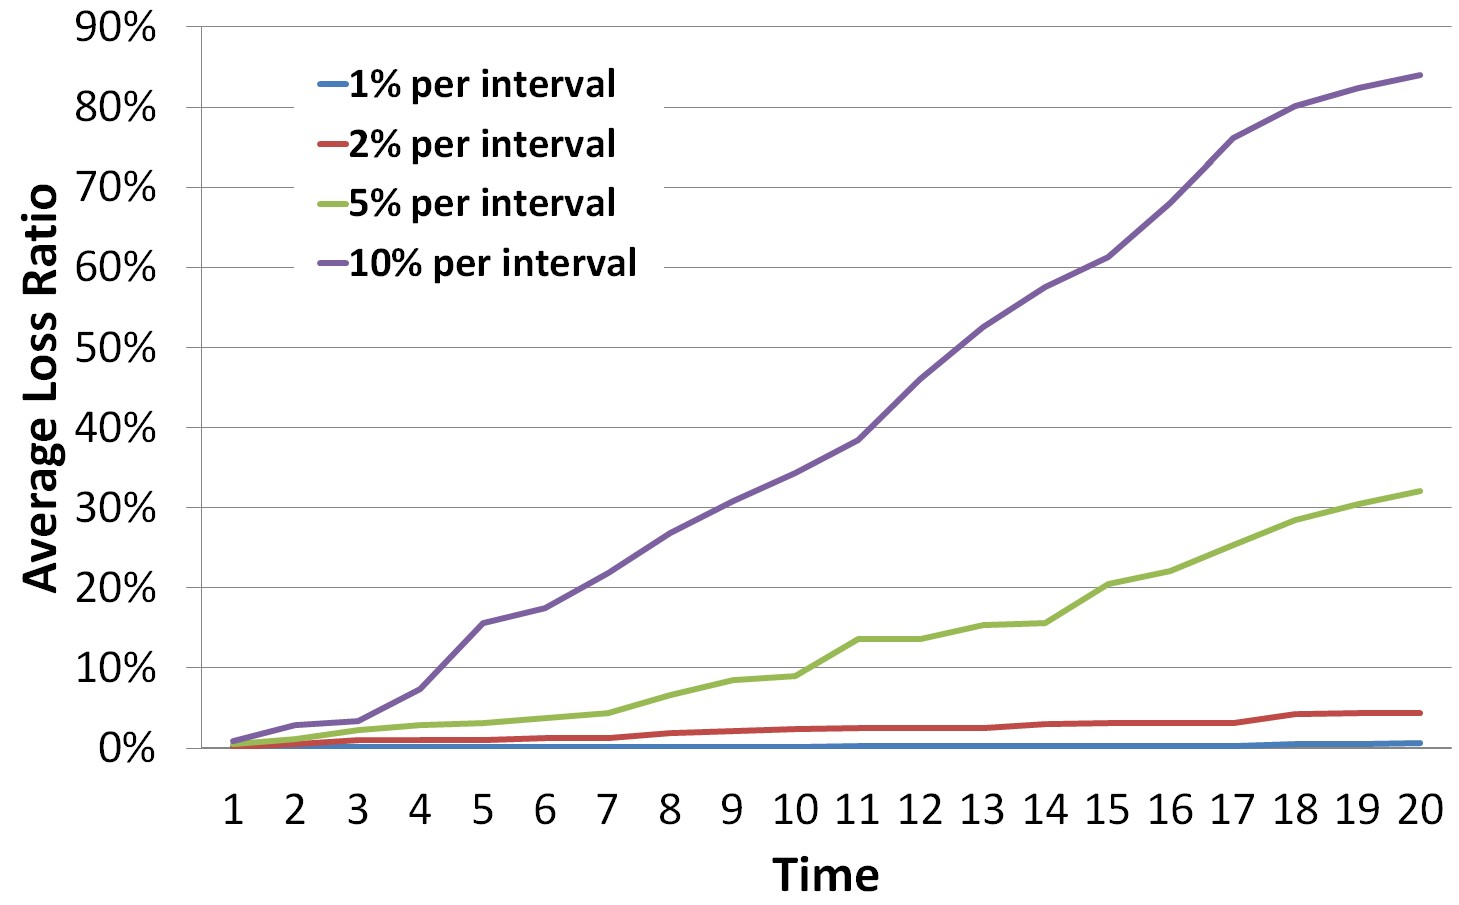 90%
80%
70%
60%
50%
40%
30%
20%
10%
0%
Average Loss Ratio
1% per interval
2% per interval
5% per interval
10% per interval
1 2 3 4 5 6 7 8 9 10 11 12 13 14 15 16 17 18 19 20
Time